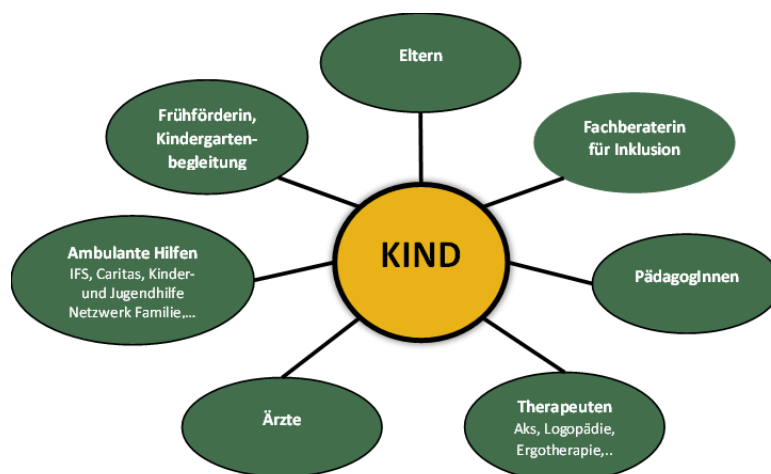 Eltern
Frühförderin,
Kindergarten-
begleitung
Fachberaterin
für Inklusion
KIND
Ambulante Hilfen
IFS, Caritas, Kinder-
und Jugendhilfe
Netzwerk Familie,...
PädagogInnen
Ärzte
Therapeuten
Aks, Logopädie,
Ergotherapie,..